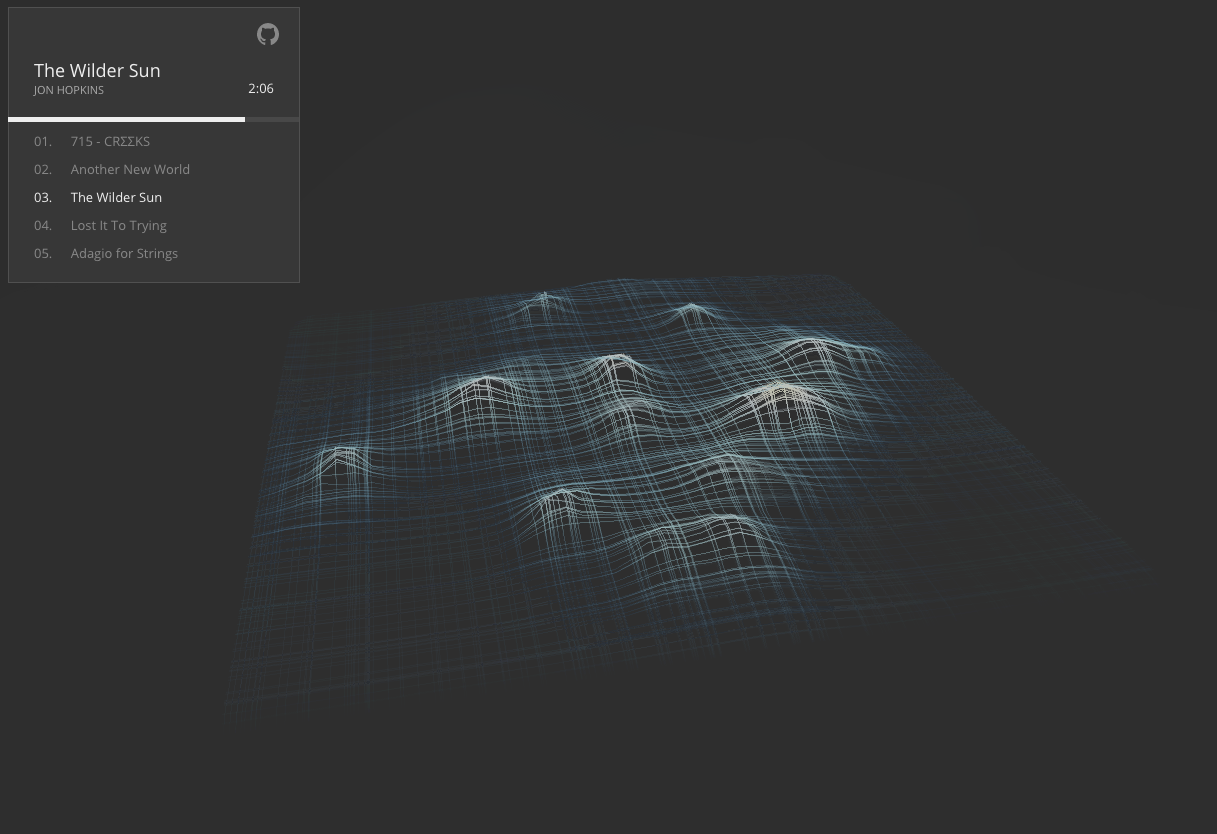 The Wilder Sun
JON HOPKINS
2:06
01. 715 - CRΣΣKS
02. Another New World
03. The Wilder Sun
04. Lost It To Trying
05. Adagio for Strings